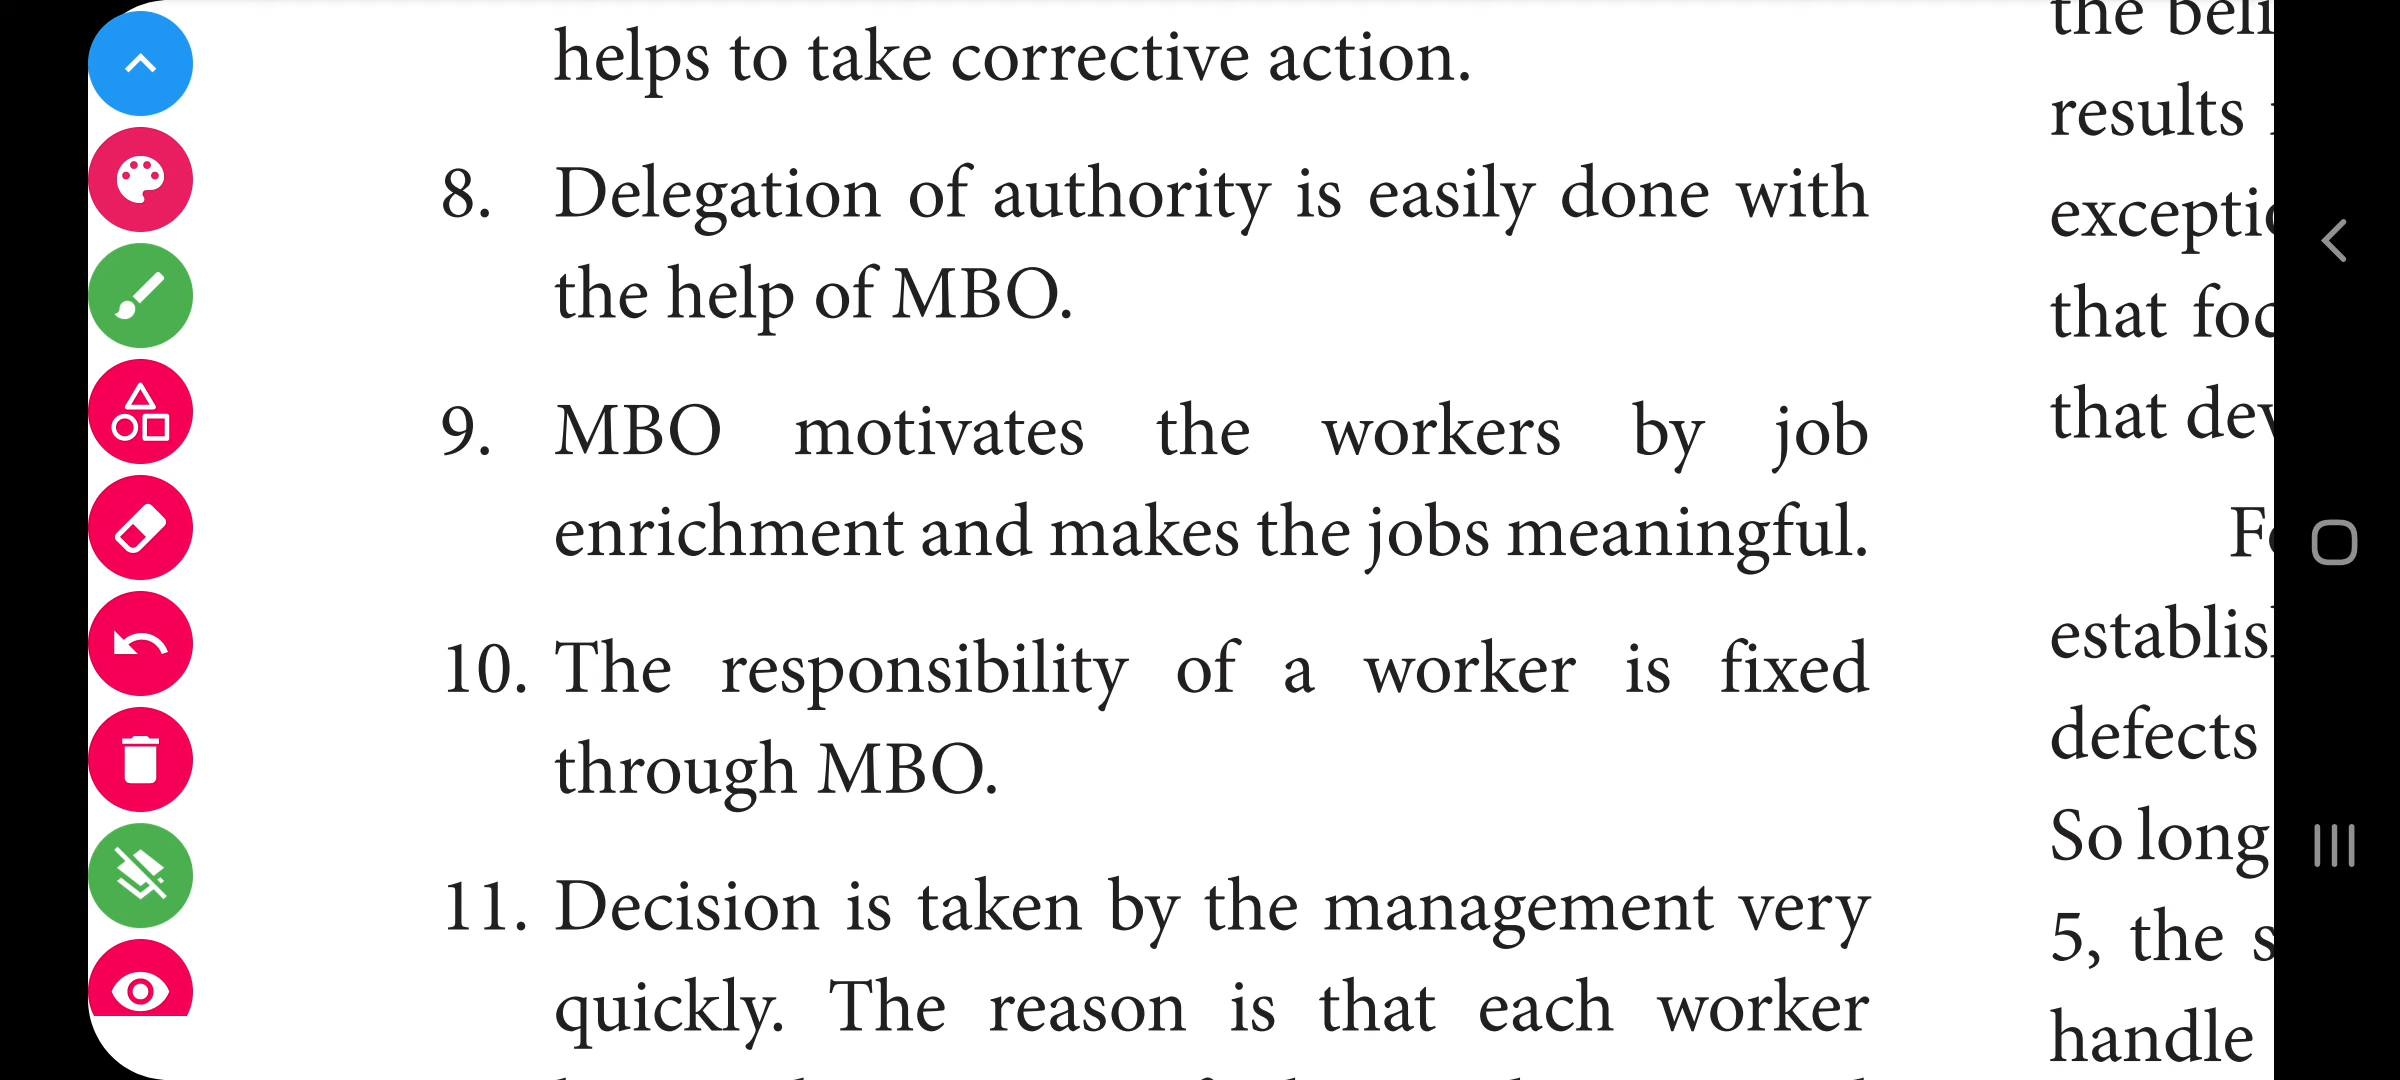 helps to take corrective action.
8. Delegation of authority is easily done with
the help of MBO.
9. MBO motivates the workers by job
enrichment and makes the jobs meaningful.
10. The responsibility of a worker is fixed
through MBO.
11. Decision is taken by the management very
quickly. The reason is that each worker
the
results
that
that
defects
So long
5, the
handle